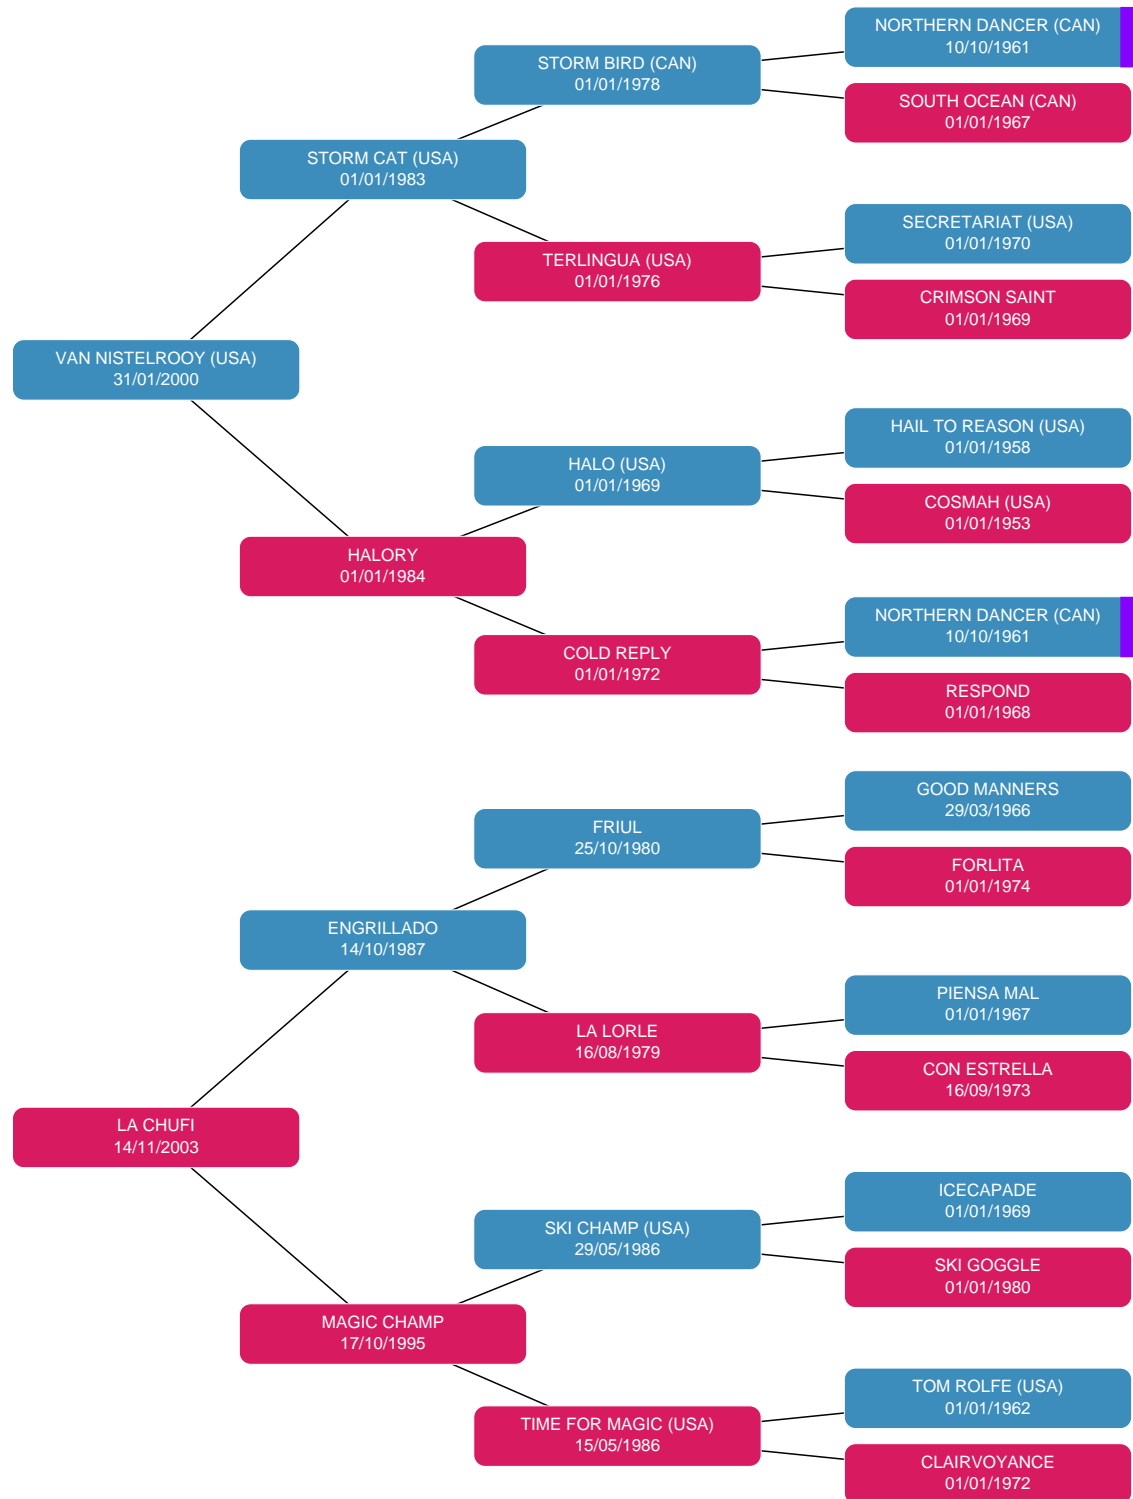 NORTHERN DANCER (CAN)
10/10/1961
STORM BIRD (CAN)
01/01/1978
SOUTH OCEAN (CAN)
01/01/1967
STORM CAT (USA)
01/01/1983
SECRETARIAT (USA)
01/01/1970
TERLINGUA (USA)
01/01/1976
CRIMSON SAINT
01/01/1969
VAN NISTELROOY (USA)
31/01/2000
HAIL TO REASON (USA)
01/01/1958
HALO (USA)
01/01/1969
COSMAH (USA)
01/01/1953
HALORY
01/01/1984
NORTHERN DANCER (CAN)
10/10/1961
COLD REPLY
01/01/1972
RESPOND
01/01/1968
GOOD MANNERS
29/03/1966
FRIUL
25/10/1980
FORLITA
01/01/1974
ENGRILLADO
14/10/1987
PIENSA MAL
01/01/1967
LA LORLE
16/08/1979
CON ESTRELLA
16/09/1973
LA CHUFI
14/11/2003
ICECAPADE
01/01/1969
SKI CHAMP (USA)
29/05/1986
SKI GOGGLE
01/01/1980
MAGIC CHAMP
17/10/1995
TOM ROLFE (USA)
01/01/1962
TIME FOR MAGIC (USA)
15/05/1986
CLAIRVOYANCE
01/01/1972